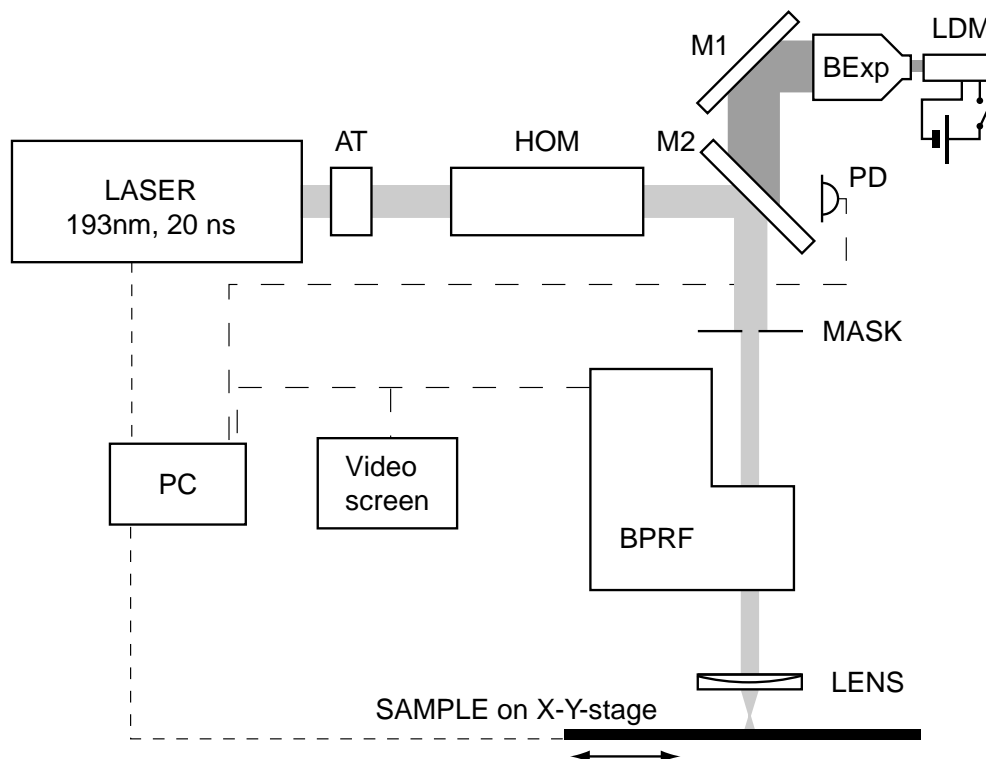 LDM
M1
BExp
AT
HOM
M2
LASER
193nm, 20 ns
PD
MASK
PC
Video
screen
BPRF
LENS
SAMPLE on X-Y-stage